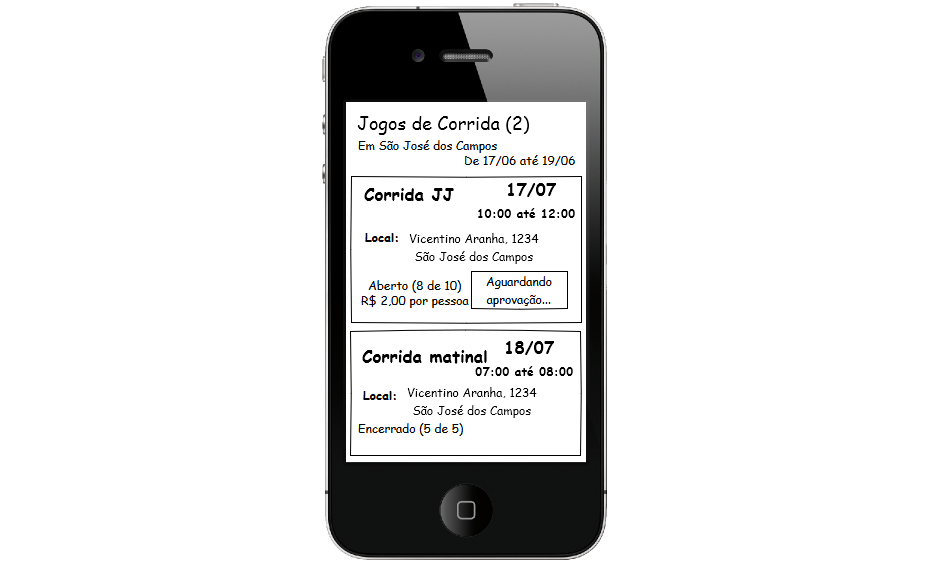 Jogos de Corrida (2)
Em São José dos Campos
De 17/06 até 19/06
Corrida JJ
17/07
10:00 até 12:00
Local: Vicentino Aranha, 1234
São José dos Campos
Aberto (8 de 10)
R$ 2,00 por pessoa
Aguardando
aprovação...
Corrida matinal
18/07
07:00 até 08:00
Local: Vicentino Aranha, 1234
São José dos Campos
Encerrado (5 de 5)